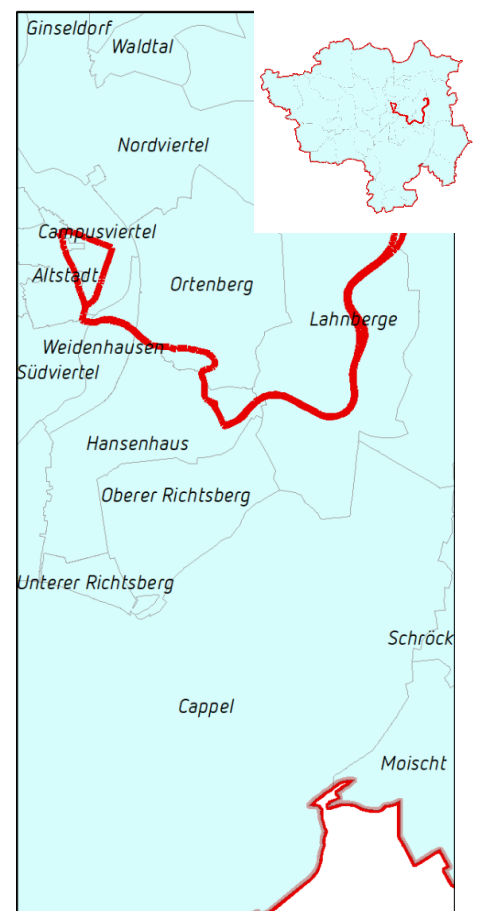 Ginseldorf
Waldtal
Nordviertel
Campusviertel
Altstadt
Ortenberg
Lahnberge
Weidenhausen
Südviertel
Hansenhaus
Oberer Richtsberg
Unterer Richtsberg
Schröck
Cappel
Moischt